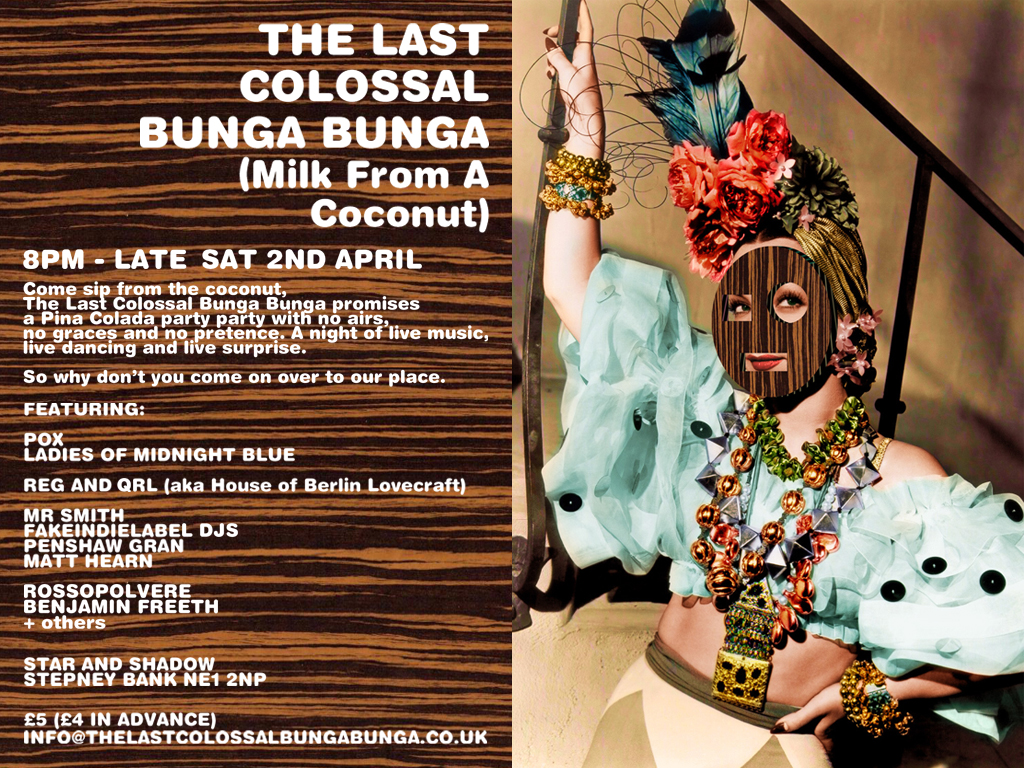 THE LAST
COLOSSAL
BUNGA BUNGA
(Milk From A
Coconut)
8PM - LATE SAT 2ND APRIL
Come sip from the coconut,
The Last Colossal Bunga Bunga promises
a Pina Colada party party with no airs,
no graces and no pretence. A night of live music,
live dancing and live surprise.
So why don't you come on over to our place.
FEATURING:
POX
LADIES OF MIDNIGHT BLUE
REG AND QRL (aka House of Berlin Lovecraft)
MR SMITH
FAKEINDIELABEL DJS
PENSHAW GRAN
MATT HEARN
ROSSOPOLVERE
BENJAMIN FREETH
+ others
STAR AND SHADOW
STEPNEY BANK NE1 2NP
£5 (£4 IN ADVANCE)
INFO@THELASTCOLOSSALBUNGABUNGA.CO.UK